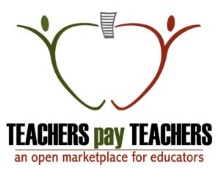 TEACHERS pay TEACHERS
an open marketplace for educators